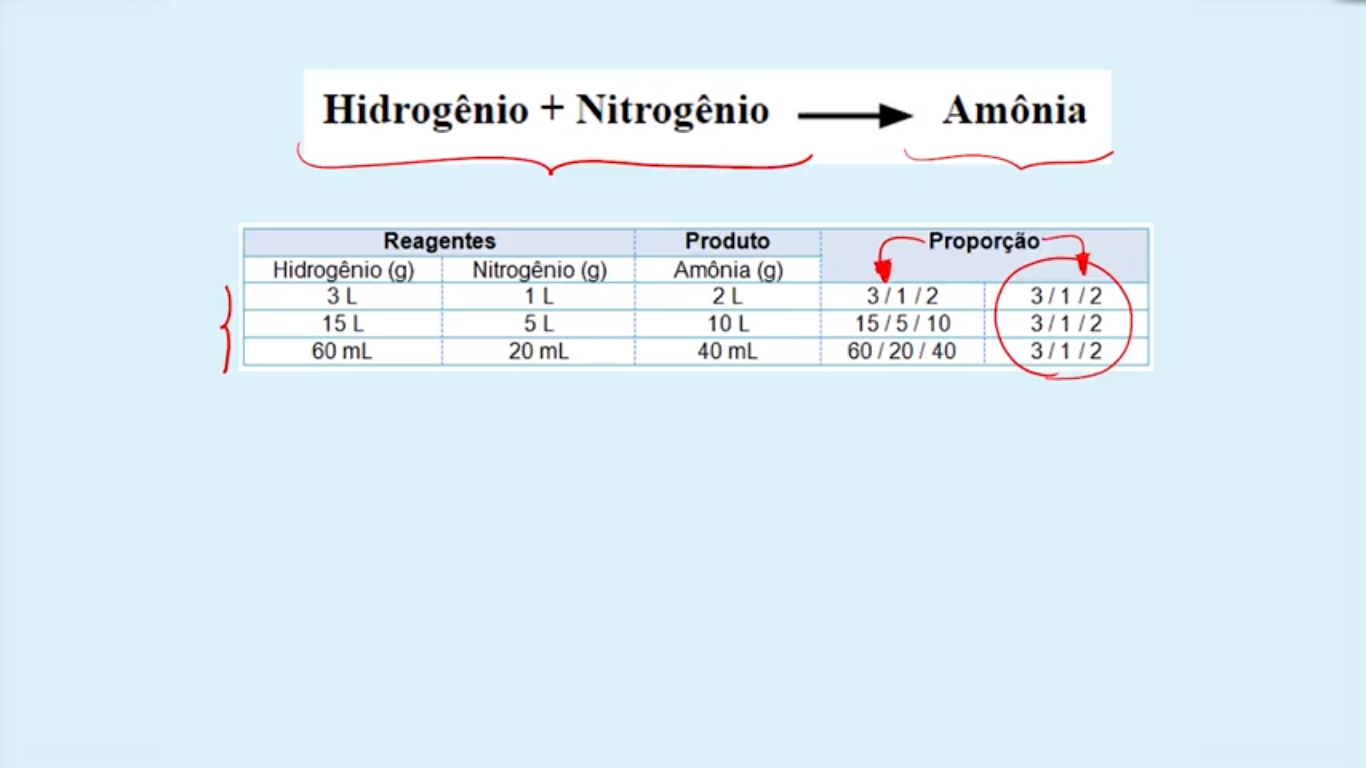 Hidrogênio + Nitrogênio → Amônia
Reagentes Produto Proporção
Hidrogênio (g) Nitrogênio (g) Amônia (g)
3 L 1 L 2 L 3 / 1 / 2 3 / 1 / 2
15 L 5 L 10 L 15 / 5 / 10 3 / 1 / 2
60 mL 20 mL 40 mL 60 / 20 / 40 3 / 1 / 2